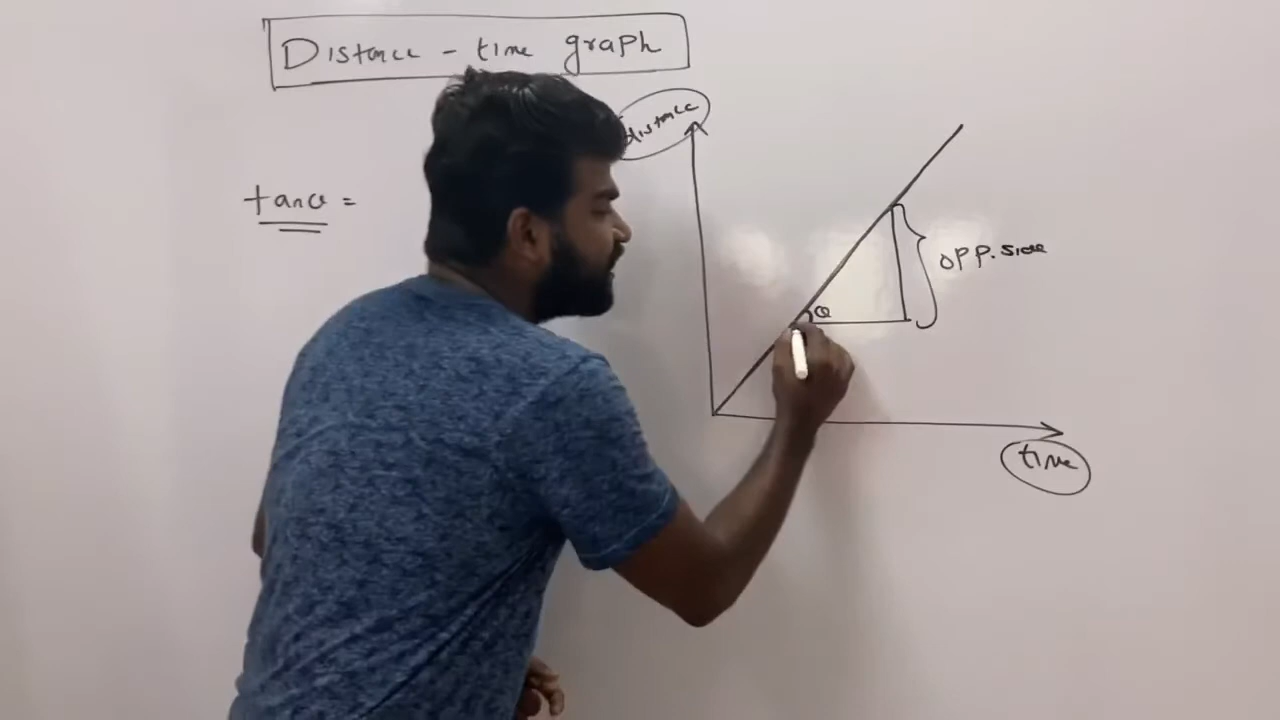 Distance - time graph
distance
tanθ =
opp. side
θ
time